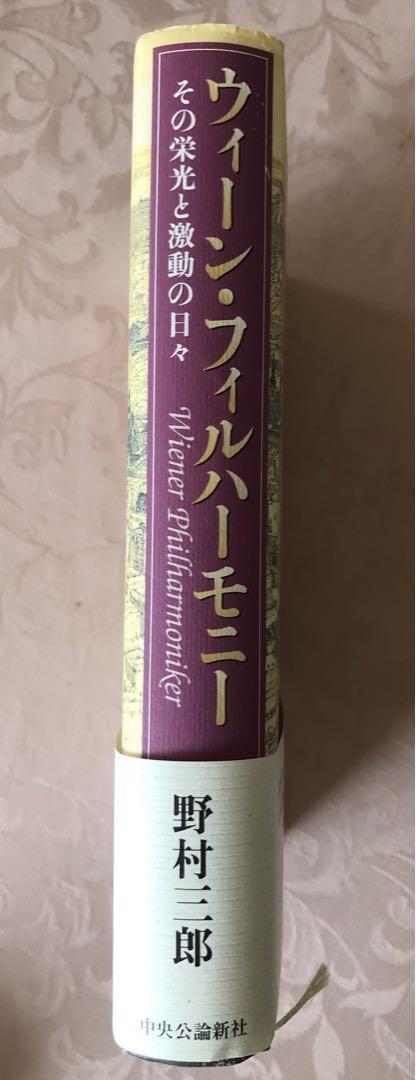 ウィーン・フィルハーモニー
その栄光と激動の日々
Wiener Philharmoniker
野村三郎
中央公論新社